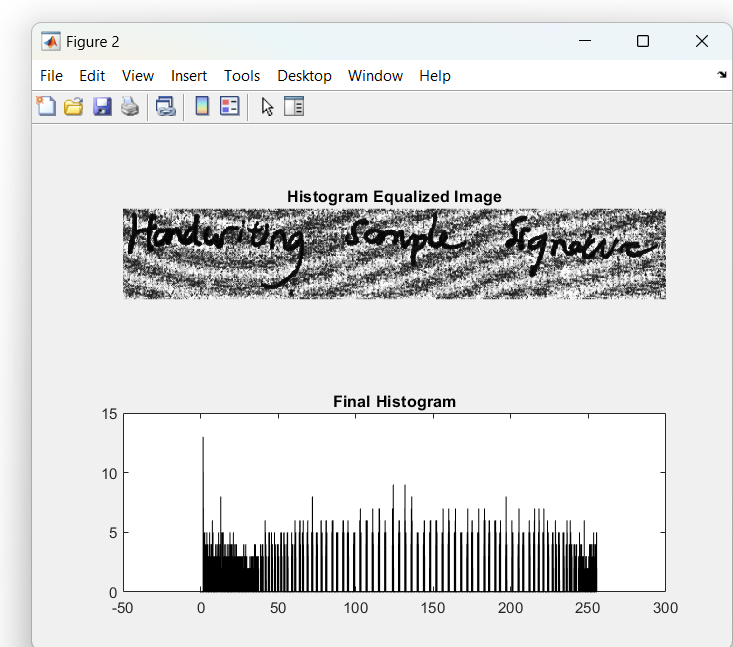 Figure 2
File Edit View Insert Tools Desktop Window Help
Histogram Equalized Image
Handwriting Sample Signature
Final Histogram
15
10
5
0
-50 0 50 100 150 200 250 300